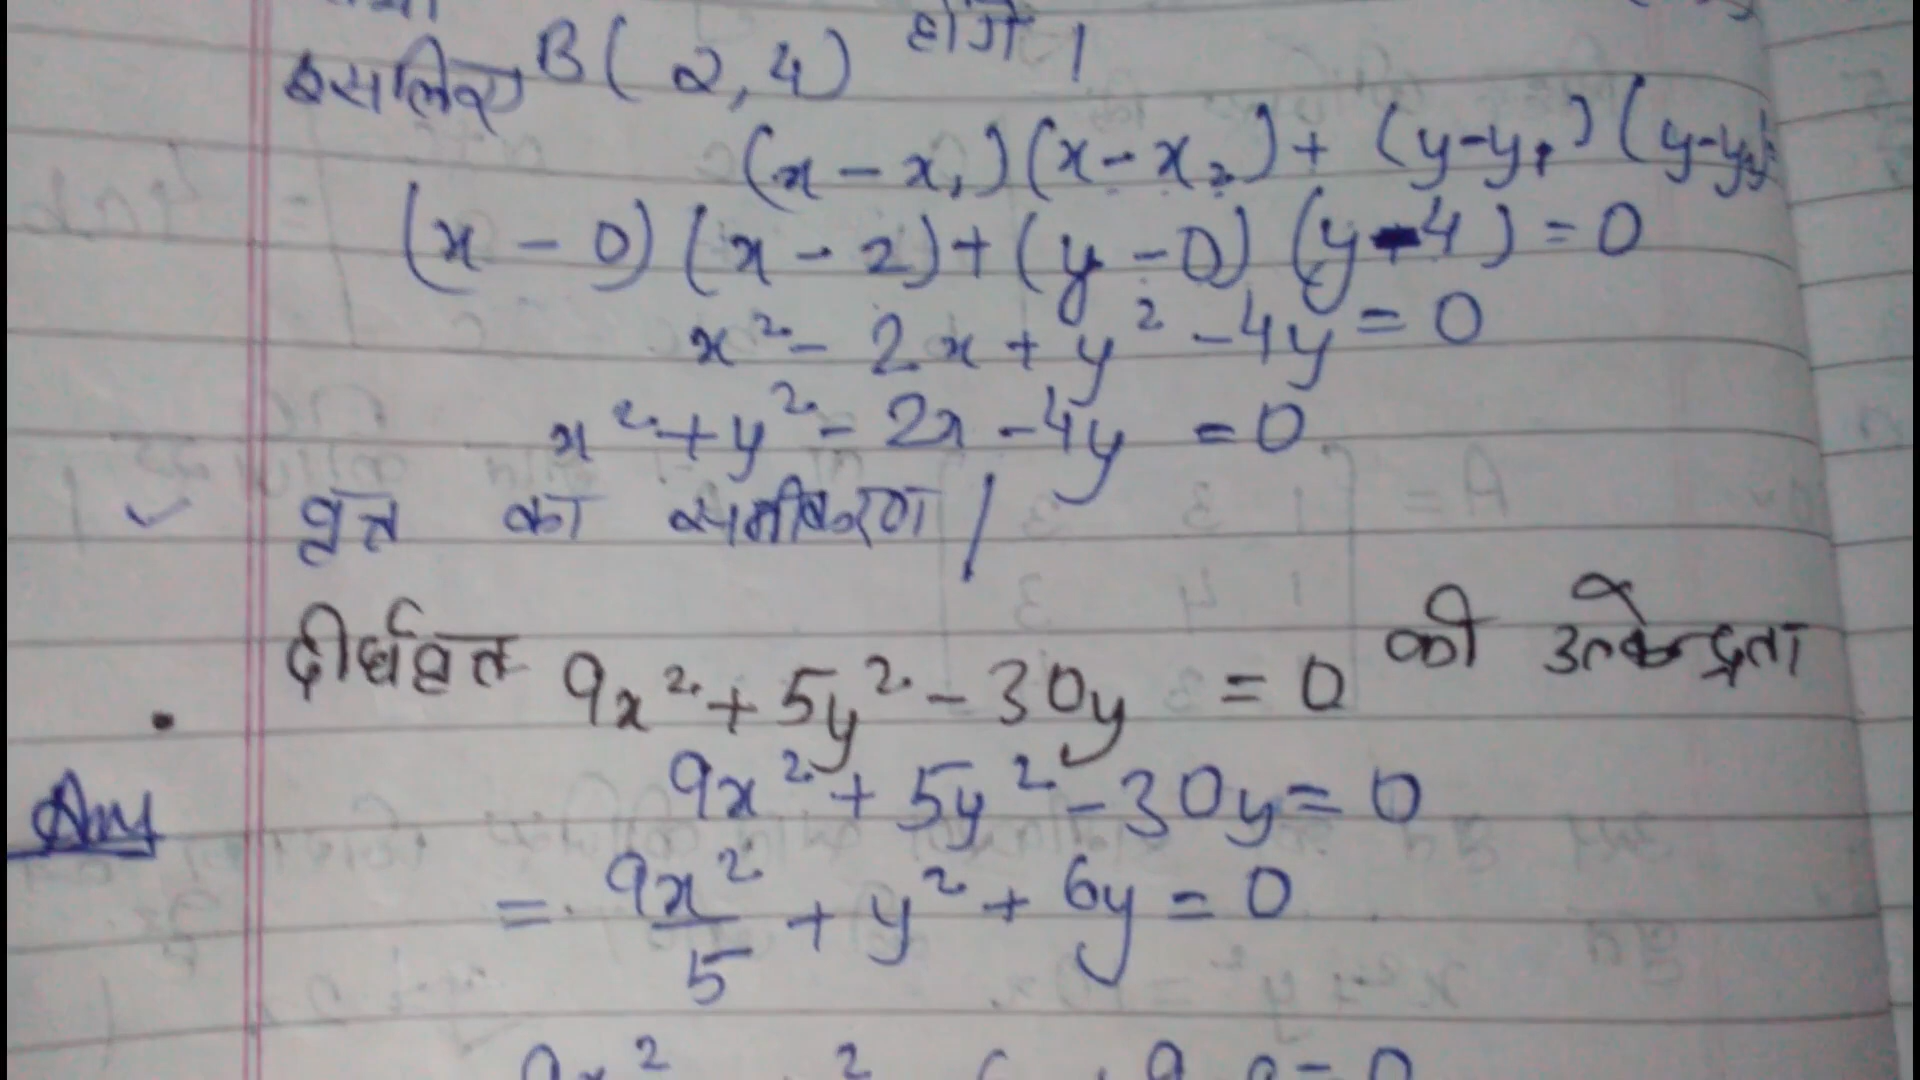 B(2,4) होंगे ।
इसलिए
(x-x₁)(x-x₂)+(y-y₁)(y-y₂)
(x-0)(x-2)+(y-0)(y-4)=0
x²-2x+y²-4y=0
x²+y²-2x-4y=0
वृत्त का समीकरण |
दीर्घवृत्त 9x²+5y²-30y=0 की उत्केन्द्रता
Ans 9x²+5y²-30y=0
= 9x²/5 + y² + 6y = 0